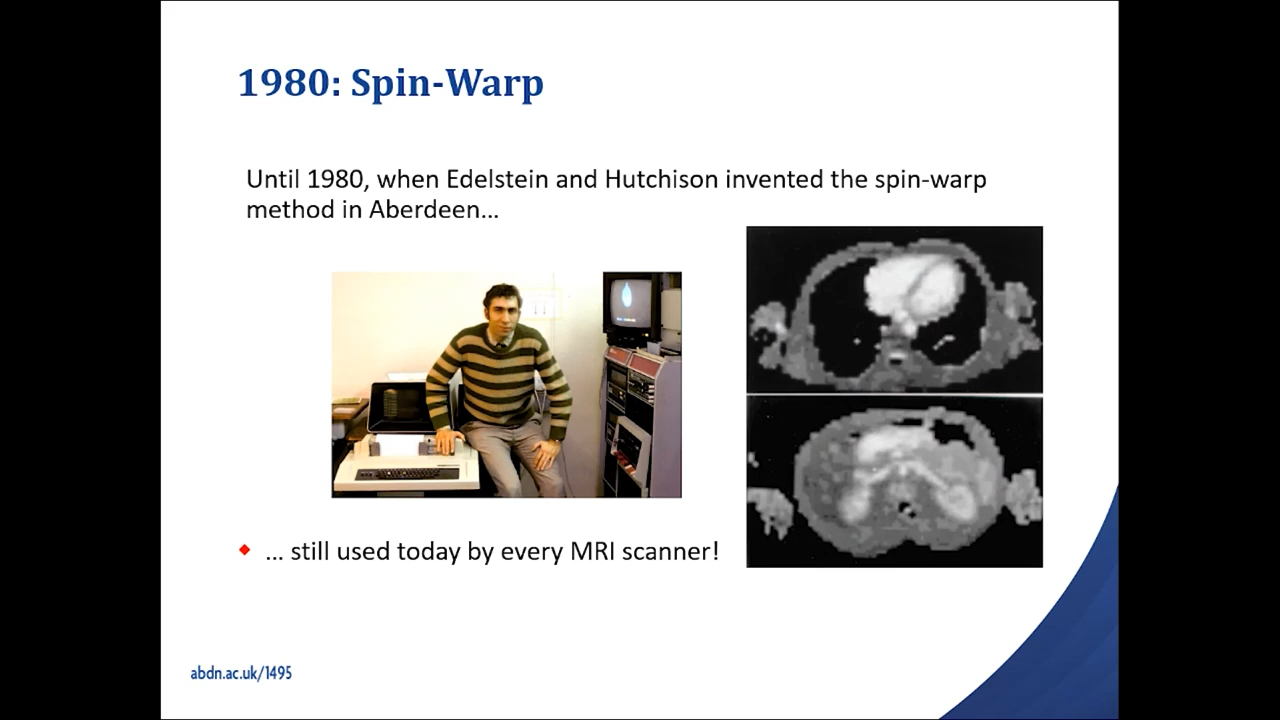 1980: Spin-Warp
Until 1980, when Edelstein and Hutchison invented the spin-warp
method in Aberdeen…
… still used today by every MRI scanner!
abdn.ac.uk/1495